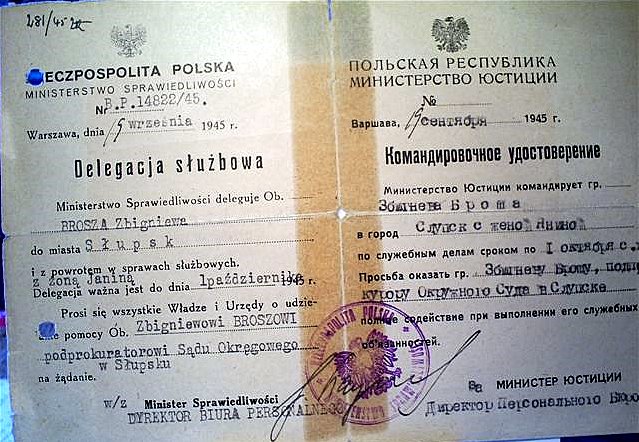 281/45
RZECZPOSPOLITA POLSKA
MINISTERSTWO SPRAWIEDLIWOŚCI
Nr B.P.14822/45.
Warszawa, dnia 19 września 1945 r.
Delegacja służbowa
Ministerstwo Sprawiedliwości deleguje Ob.
BROSZA Zbigniewa
do miasta Słupsk
i z powrotem w sprawach służbowych.
z żoną Janiną
Delegacja ważna jest do dnia 1 października 1945 r.
Prosi się wszystkie Władze i Urzędy o udzie-
nie pomocy Ob. Zbigniewowi BROSZOWI
podprokuratorowi Sądu Okręgowego
w Słupsku
na żądanie.
w/z Minister Sprawiedliwości
DYREKTOR BIURA PERSONALNEGO
ПОЛЬСКАЯ РЕСПУБЛИКА
МИНИСТЕРСТВО ЮСТИЦИИ
№
Варшава, 19 сентября 1945 г.
Командировочное удостоверение
Министерство Юстиции командирует гр.
Збигнева Броша
в город Слупск с женой Яниной
по служебным делам сроком по 1 октября с.
Просьба оказать гр. Збигневу Брошу, подп
курору Окружного Суда в Слупске
полное содействие при выполнении его служебных
обязанностей.
за МИНИСТЕР ЮСТИЦИИ
Директор Персонального Бюро